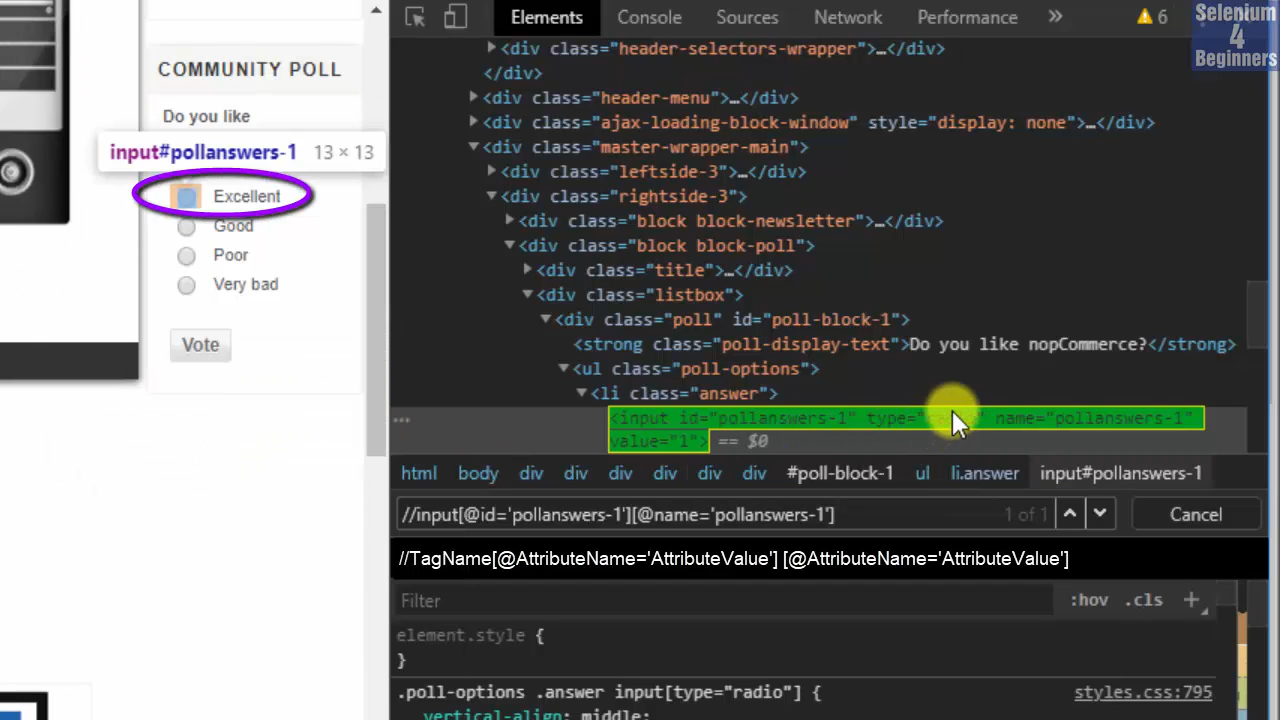 Elements Console Sources Network Performance » 6
Selenium
4
Beginners
<div class="header-selectors-wrapper">…</div>
</div>
<div class="header-menu">…</div>
<div class="ajax-loading-block-window" style="display: none">…</div>
<div class="master-wrapper-main">
<div class="leftside-3">…</div>
<div class="rightside-3">
<div class="block block-newsletter">…</div>
<div class="block block-poll">
<div class="title">…</div>
<div class="listbox">
<div class="poll" id="poll-block-1">
<strong class="poll-display-text">Do you like nopCommerce?</strong>
<ul class="poll-options">
<li class="answer">
<input id="pollanswers-1" type=" name="pollanswers-1"
value="1"> == $0
COMMUNITY POLL
Do you like
input#pollanswers-1 13 × 13
Excellent
Good
Poor
Very bad
Vote
html body div div div div div #poll-block-1 ul li.answer input#pollanswers-1
//input[@id='pollanswers-1'][@name='pollanswers-1'] 1 of 1 Cancel
//TagName[@AttributeName='AttributeValue'] [@AttributeName='AttributeValue']
Filter :hov .cls +
element.style {
}
.poll-options .answer input[type="radio"] { styles.css:795
vertical-align: middle;